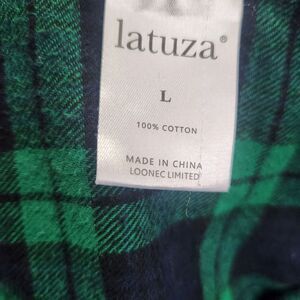 latuza®
L
100% COTTON
MADE IN CHINA
LOONEC LIMITED